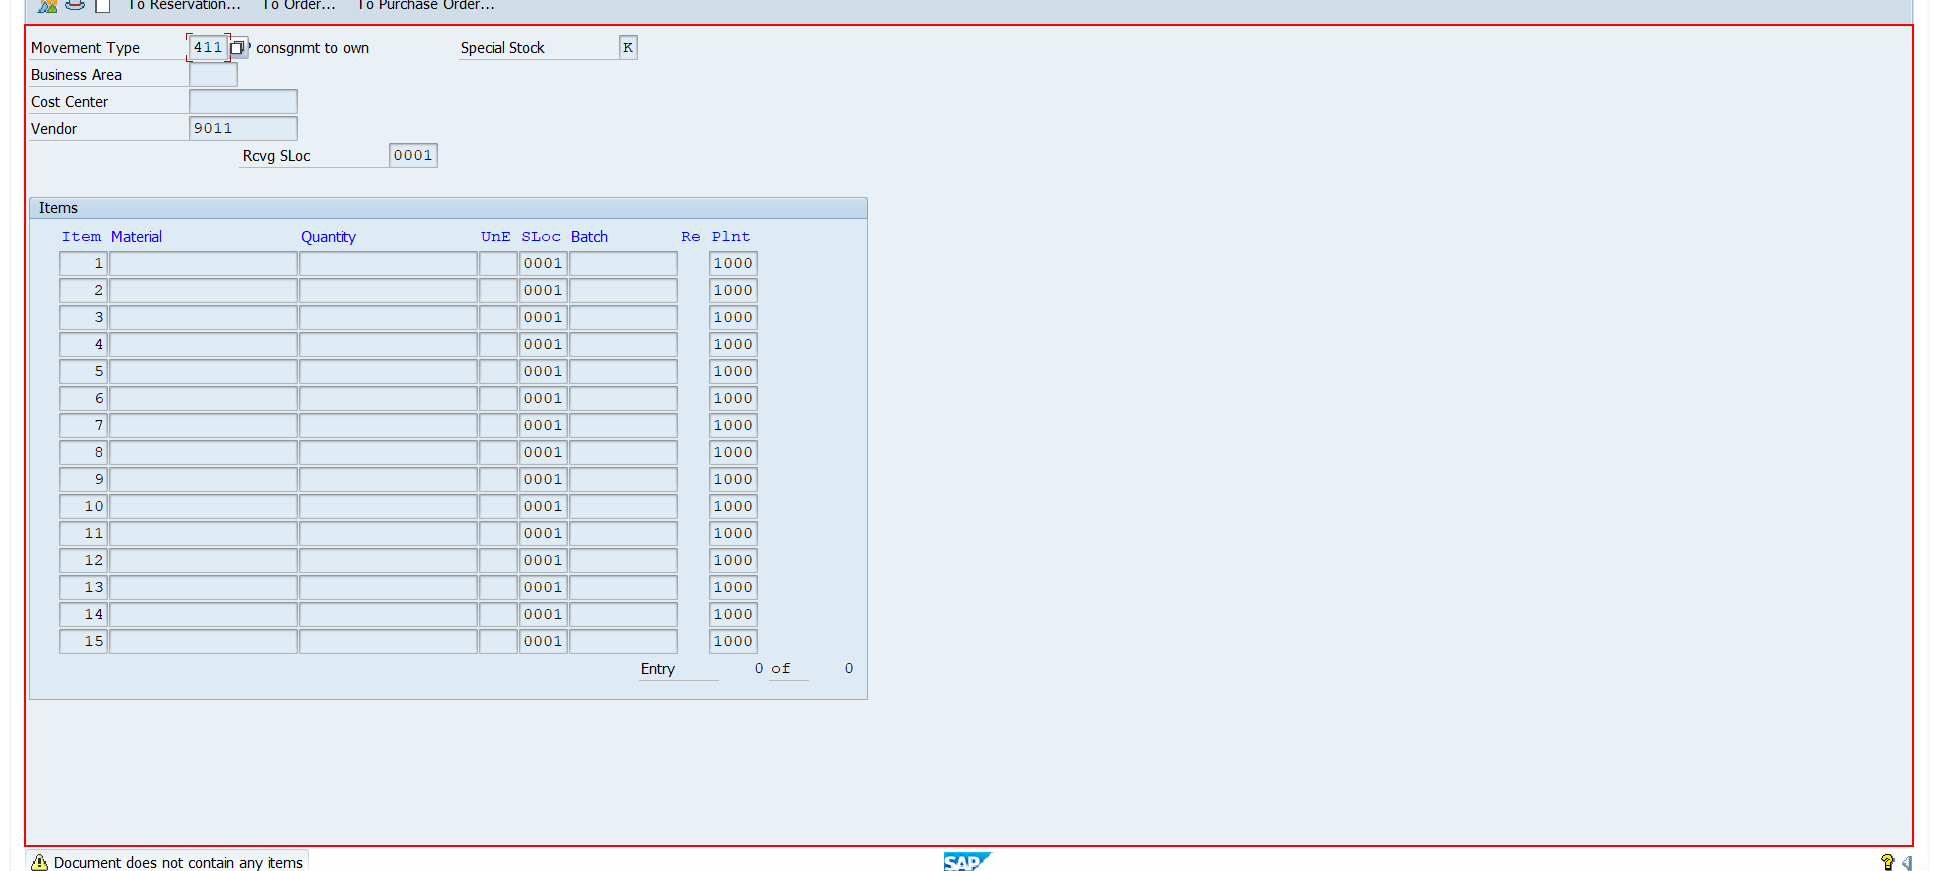 To Reservation... To Order... To Purchase Order...
Movement Type 411 consgnmt to own Special Stock K
Business Area
Cost Center
Vendor 9011
Rcvg SLoc 0001
Items
Item Material Quantity UnE SLoc Batch Re Plnt
1 0001 1000
2 0001 1000
3 0001 1000
4 0001 1000
5 0001 1000
6 0001 1000
7 0001 1000
8 0001 1000
9 0001 1000
10 0001 1000
11 0001 1000
12 0001 1000
13 0001 1000
14 0001 1000
15 0001 1000
Entry 0 of 0
Document does not contain any items
SAP